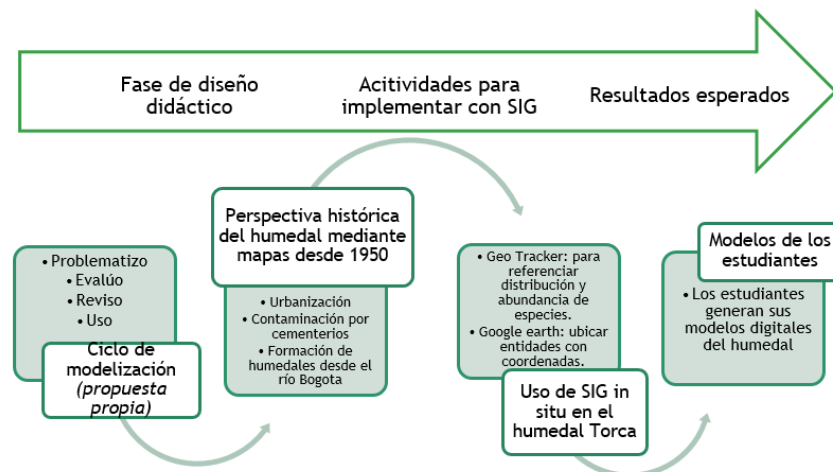 Fase de diseño
didáctico
Acitividades para
implementar con SIG
Resultados esperados
• Problematizo
• Evalúo
• Reviso
• Uso
Ciclo de
modelización
(propuesta
propia)
Perspectiva histórica
del humedal mediante
mapas desde 1950
• Urbanización
• Contaminación por
cementerios
• Formación de
humedales desde el
río Bogota
• Geo Tracker: para
referenciar
distribución y
abundancia de
especies.
• Google earth: ubicar
entidades con
coordenadas.
Uso de SIG in
situ en el
humedal Torca
Modelos de los
estudiantes
• Los estudiantes
generan sus
modelos digitales
del humedal